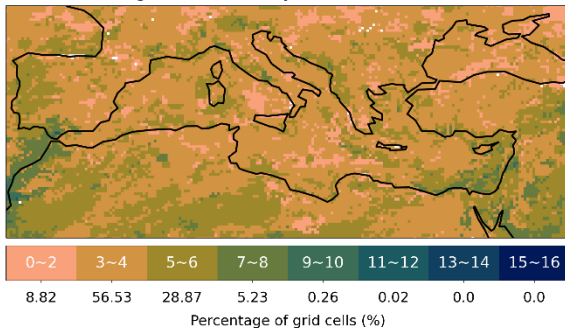 0~2 3~4 5~6 7~8 9~10 11~12 13~14 15~16
8.82 56.53 28.87 5.23 0.26 0.02 0.0 0.0
Percentage of grid cells (%)